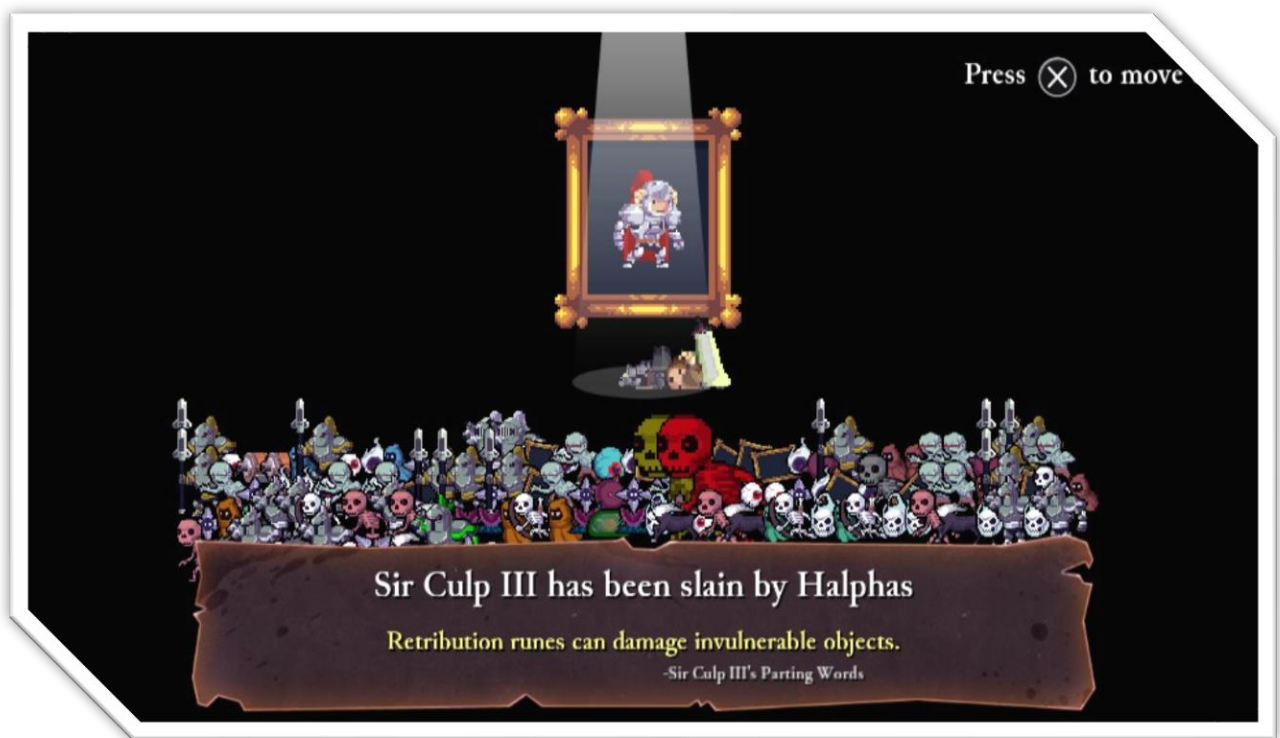 Press ⓧ to move
Sir Culp III has been slain by Halphas
Retribution runes can damage invulnerable objects.
-Sir Culp III's Parting Words